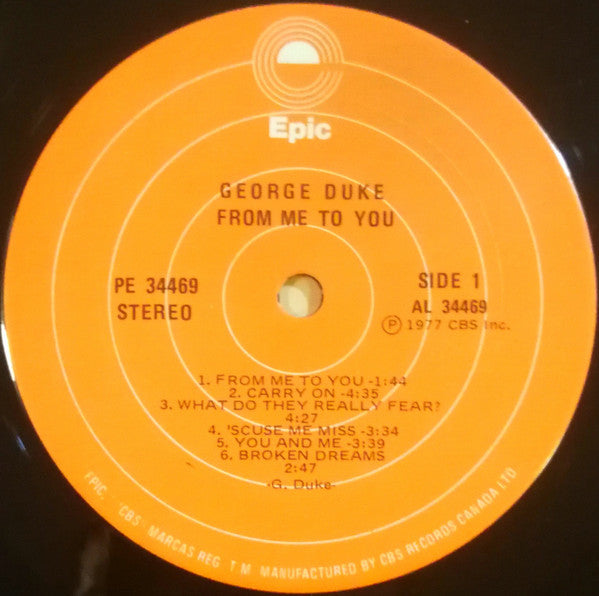 Epic
GEORGE DUKE
FROM ME TO YOU
PE 34469
STEREO
SIDE 1
AL 34469
Ⓟ 1977 CBS Inc.
1. FROM ME TO YOU -1:44
2. CARRY ON -4:35
3. WHAT DO THEY REALLY FEAR?
4:27
4. 'SCUSE ME MISS -3:34
5. YOU AND ME -3:39
6. BROKEN DREAMS
2:47
-G. Duke-
EPIC, - 'CBS' MARCAS REG T M MANUFACTURED BY CBS RECORDS CANADA LTD